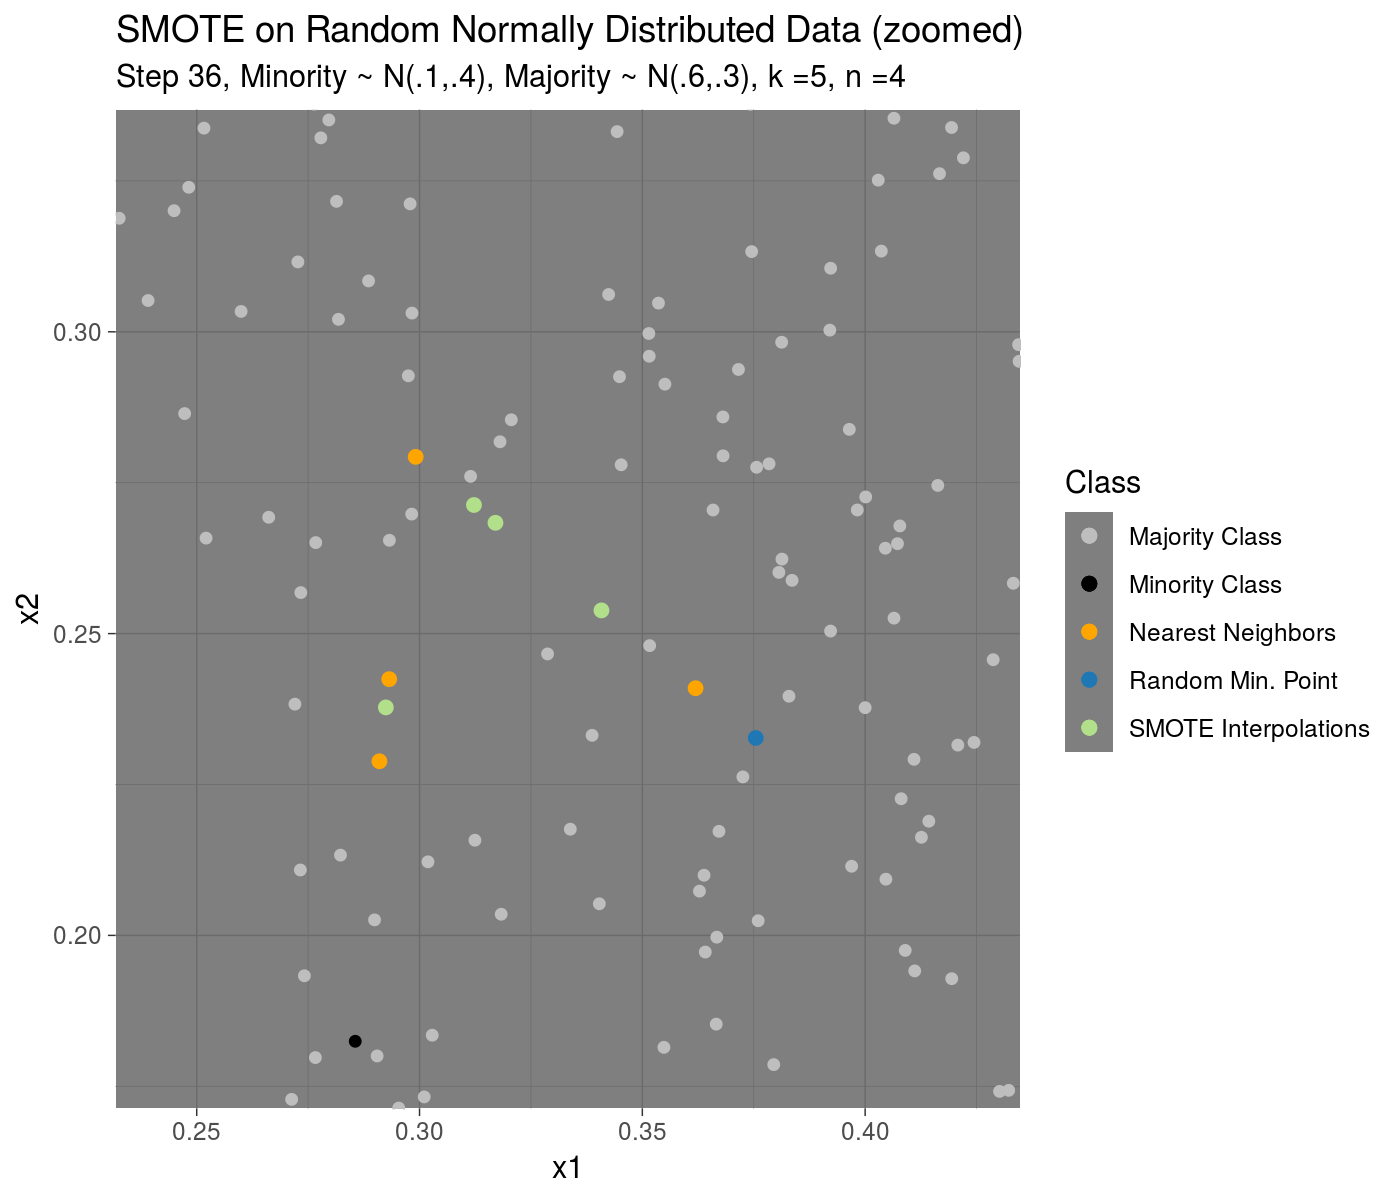 SMOTE on Random Normally Distributed Data (zoomed)
Step 36, Minority ~ N(.1,.4), Majority ~ N(.6,.3), k =5, n =4
0.30
0.25
0.20
x2
0.25 0.30 0.35 0.40
x1
Class
Majority Class
Minority Class
Nearest Neighbors
Random Min. Point
SMOTE Interpolations